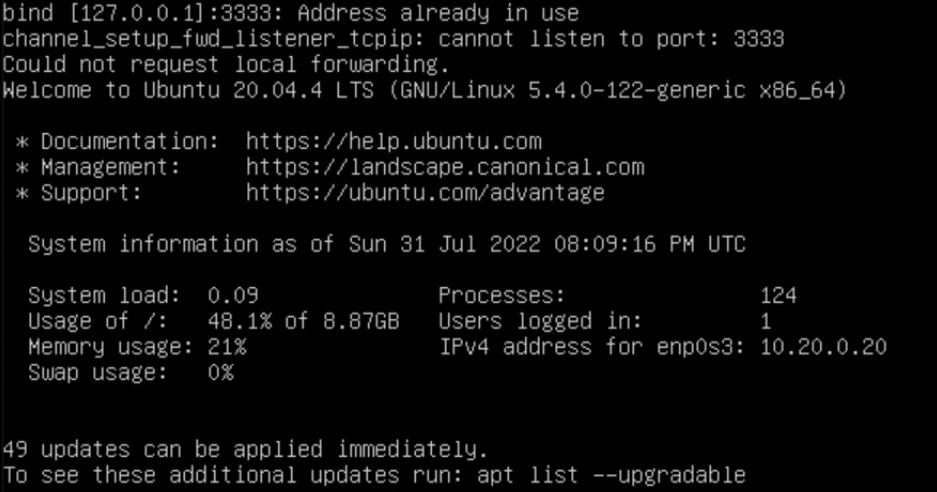 bind [127.0.0.1]:3333: Address already in use
channel_setup_fwd_listener_tcpip: cannot listen to port: 3333
Could not request local forwarding.
Welcome to Ubuntu 20.04.4 LTS (GNU/Linux 5.4.0-122-generic x86_64)
* Documentation: https://help.ubuntu.com
* Management: https://landscape.canonical.com
* Support: https://ubuntu.com/advantage
System information as of Sun 31 Jul 2022 08:09:16 PM UTC
System load: 0.09 Processes: 124
Usage of /: 48.1% of 8.87GB Users logged in: 1
Memory usage: 21% IPv4 address for enp0s3: 10.20.0.20
Swap usage: 0%
49 updates can be applied immediately.
To see these additional updates run: apt list --upgradable